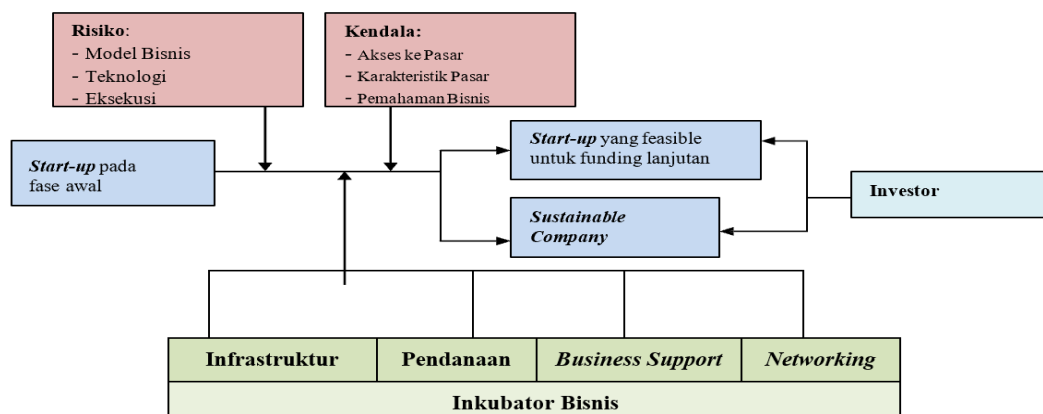 Risiko:
- Model Bisnis
- Teknologi
- Eksekusi
Kendala:
- Akses ke Pasar
- Karakteristik Pasar
- Pemahaman Bisnis
Start-up pada
fase awal
Start-up yang feasible
untuk funding lanjutan
Sustainable
Company
Investor
Infrastruktur
Pendanaan
Business Support
Networking
Inkubator Bisnis